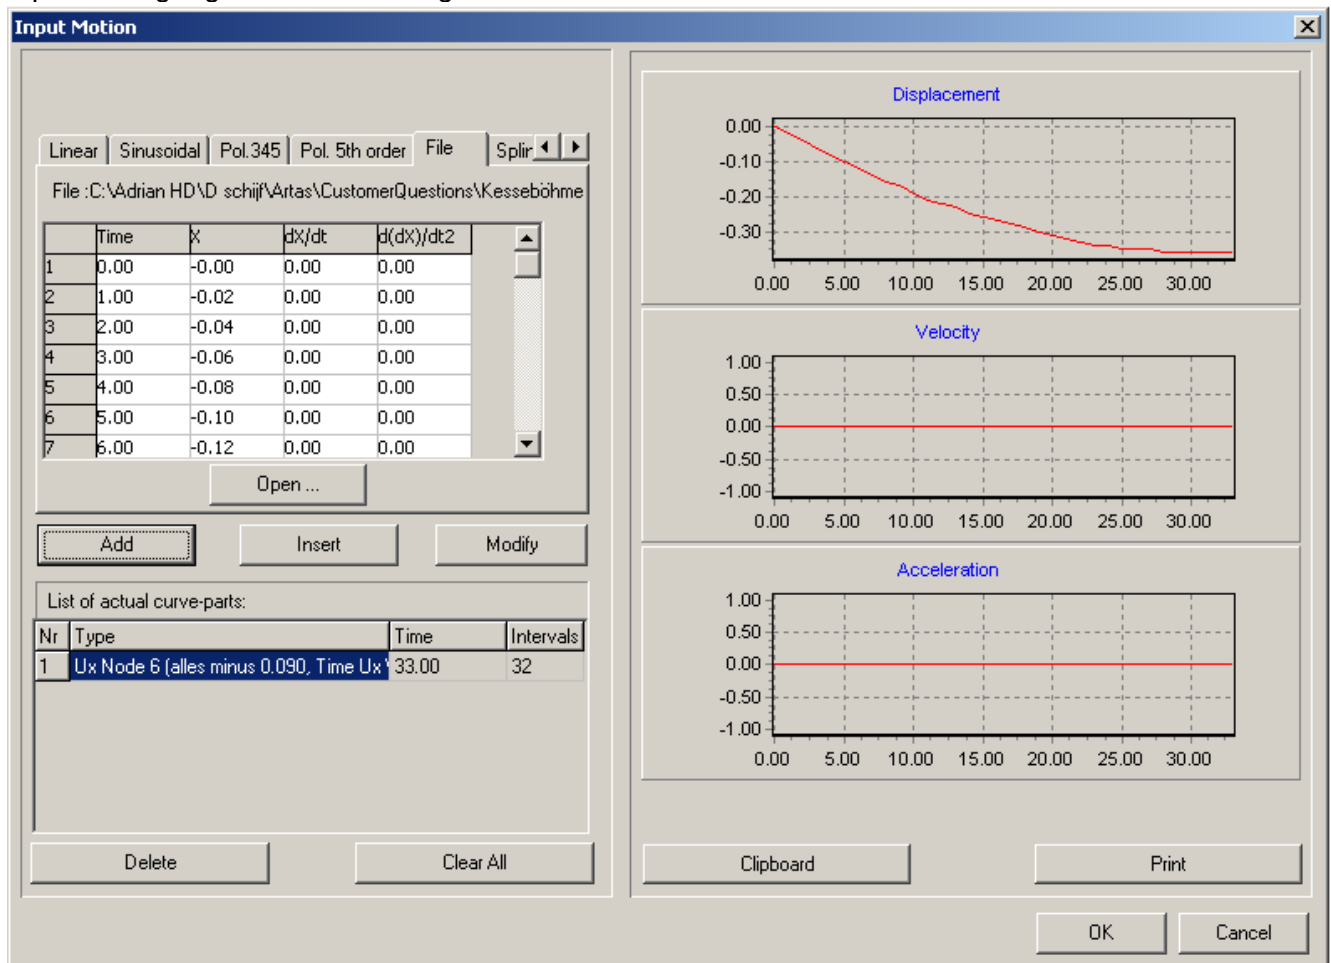 Input Motion
Linear Sinusoidal Pol.345 Pol. 5th order File Splin
File :C:\Adrian HD\D schijf\Artas\CustomerQuestions\Kesseböhme
Time X dX/dt d(dX)/dt2
1 0.00 -0.00 0.00 0.00
2 1.00 -0.02 0.00 0.00
3 2.00 -0.04 0.00 0.00
4 3.00 -0.06 0.00 0.00
5 4.00 -0.08 0.00 0.00
6 5.00 -0.10 0.00 0.00
7 6.00 -0.12 0.00 0.00
Open ...
Add Insert Modify
List of actual curve-parts:
Nr Type Time Intervals
1 Ux Node 6 (alles minus 0.090, Time Ux 33.00 32
Delete Clear All
Displacement
0.00
-0.10
-0.20
-0.30
0.00 5.00 10.00 15.00 20.00 25.00 30.00
Velocity
1.00
0.50
0.00
-0.50
-1.00
0.00 5.00 10.00 15.00 20.00 25.00 30.00
Acceleration
1.00
0.50
0.00
-0.50
-1.00
0.00 5.00 10.00 15.00 20.00 25.00 30.00
Clipboard Print
OK Cancel